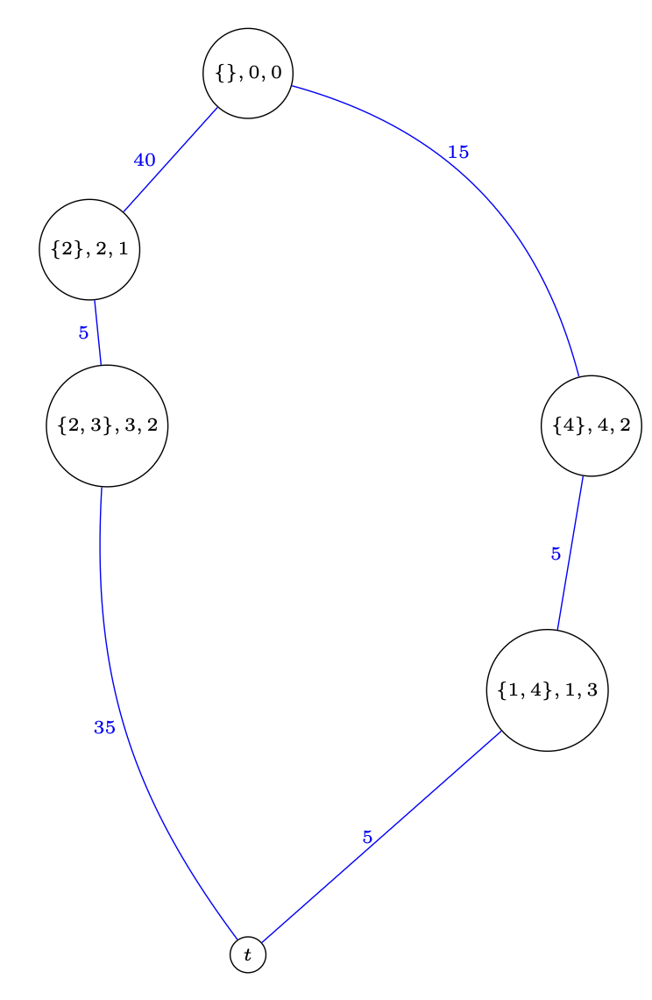 {}, 0, 0
40
15
{2}, 2, 1
5
{2, 3}, 3, 2
{4}, 4, 2
5
{1, 4}, 1, 3
35
5
t